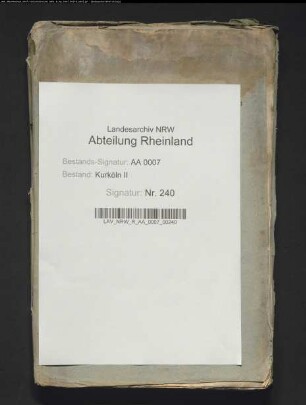 Landesarchiv NRW
Abteilung Rheinland
Bestands-Signatur: AA 0007
Bestand: Kurköln II
Signatur: Nr. 240
LAV_NRW_R_AA_0007_00240